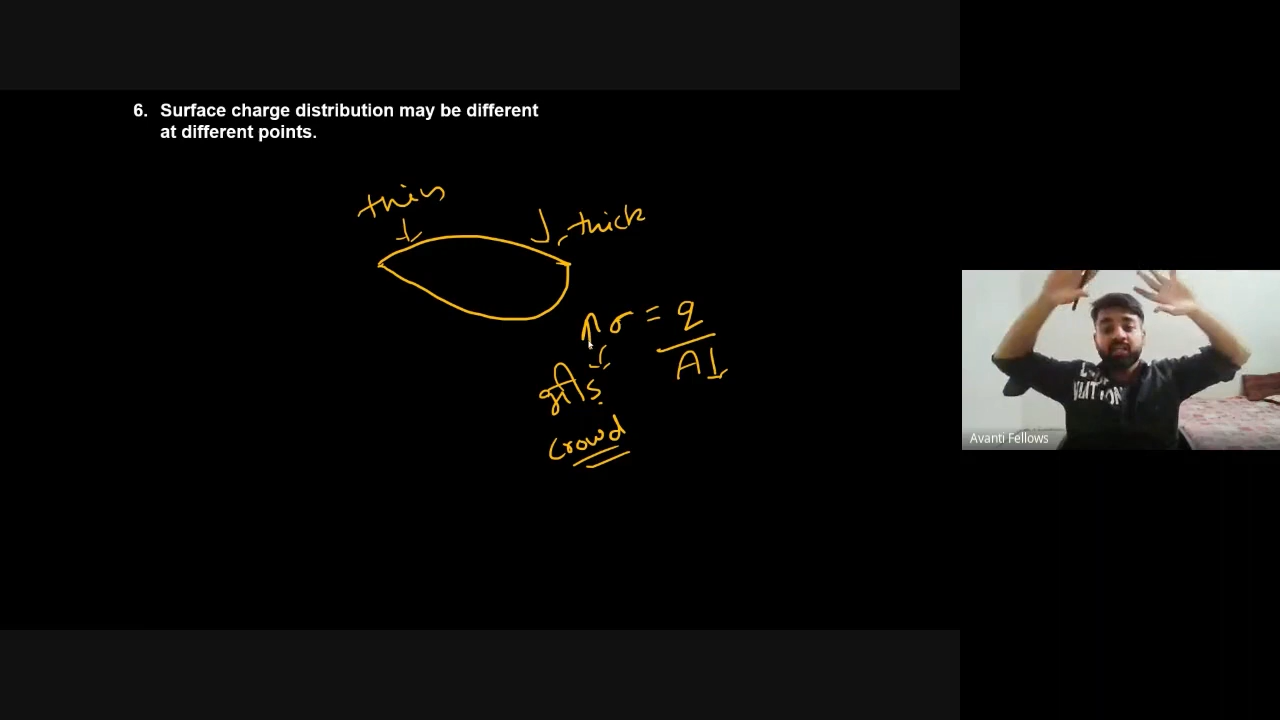 6. Surface charge distribution may be different
at different points.
thin
thick
↑ σ = q
A↓
crowd
Avanti Fellows